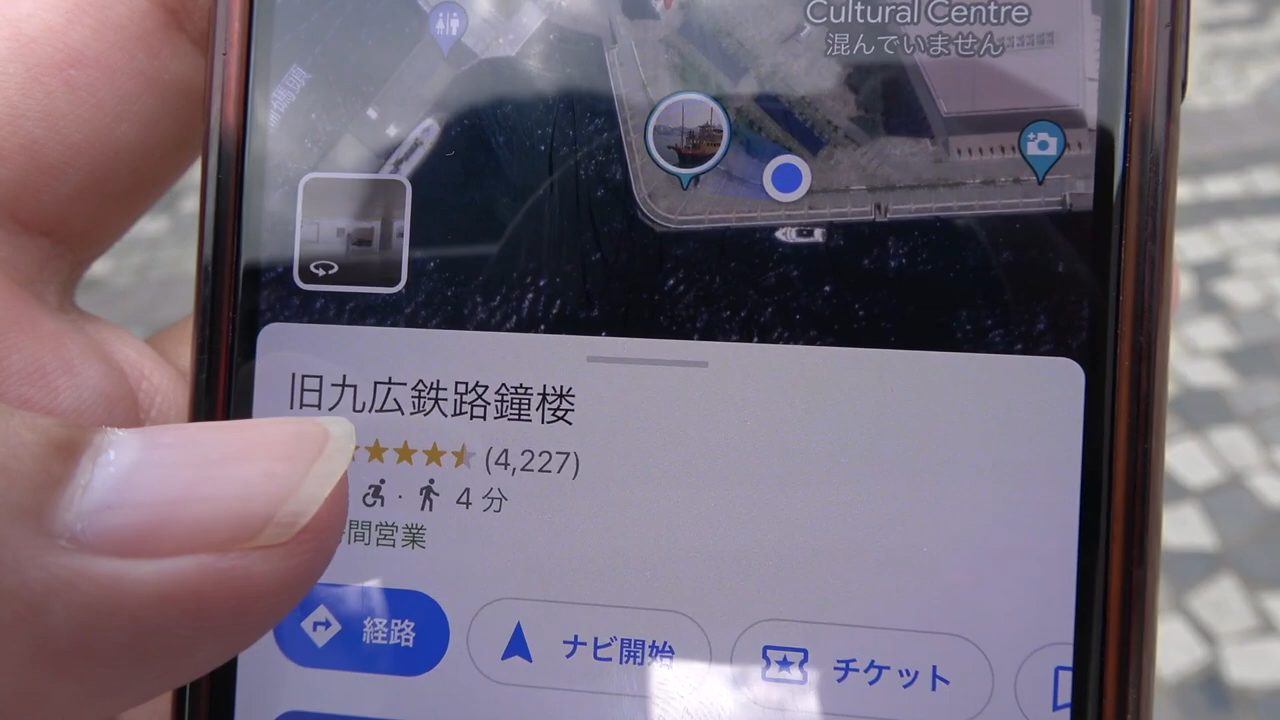 Cultural Centre
混んでいません
旧九広鉄路鐘楼
(4,227)
4 分
間営業
経路
ナビ開始
チケット